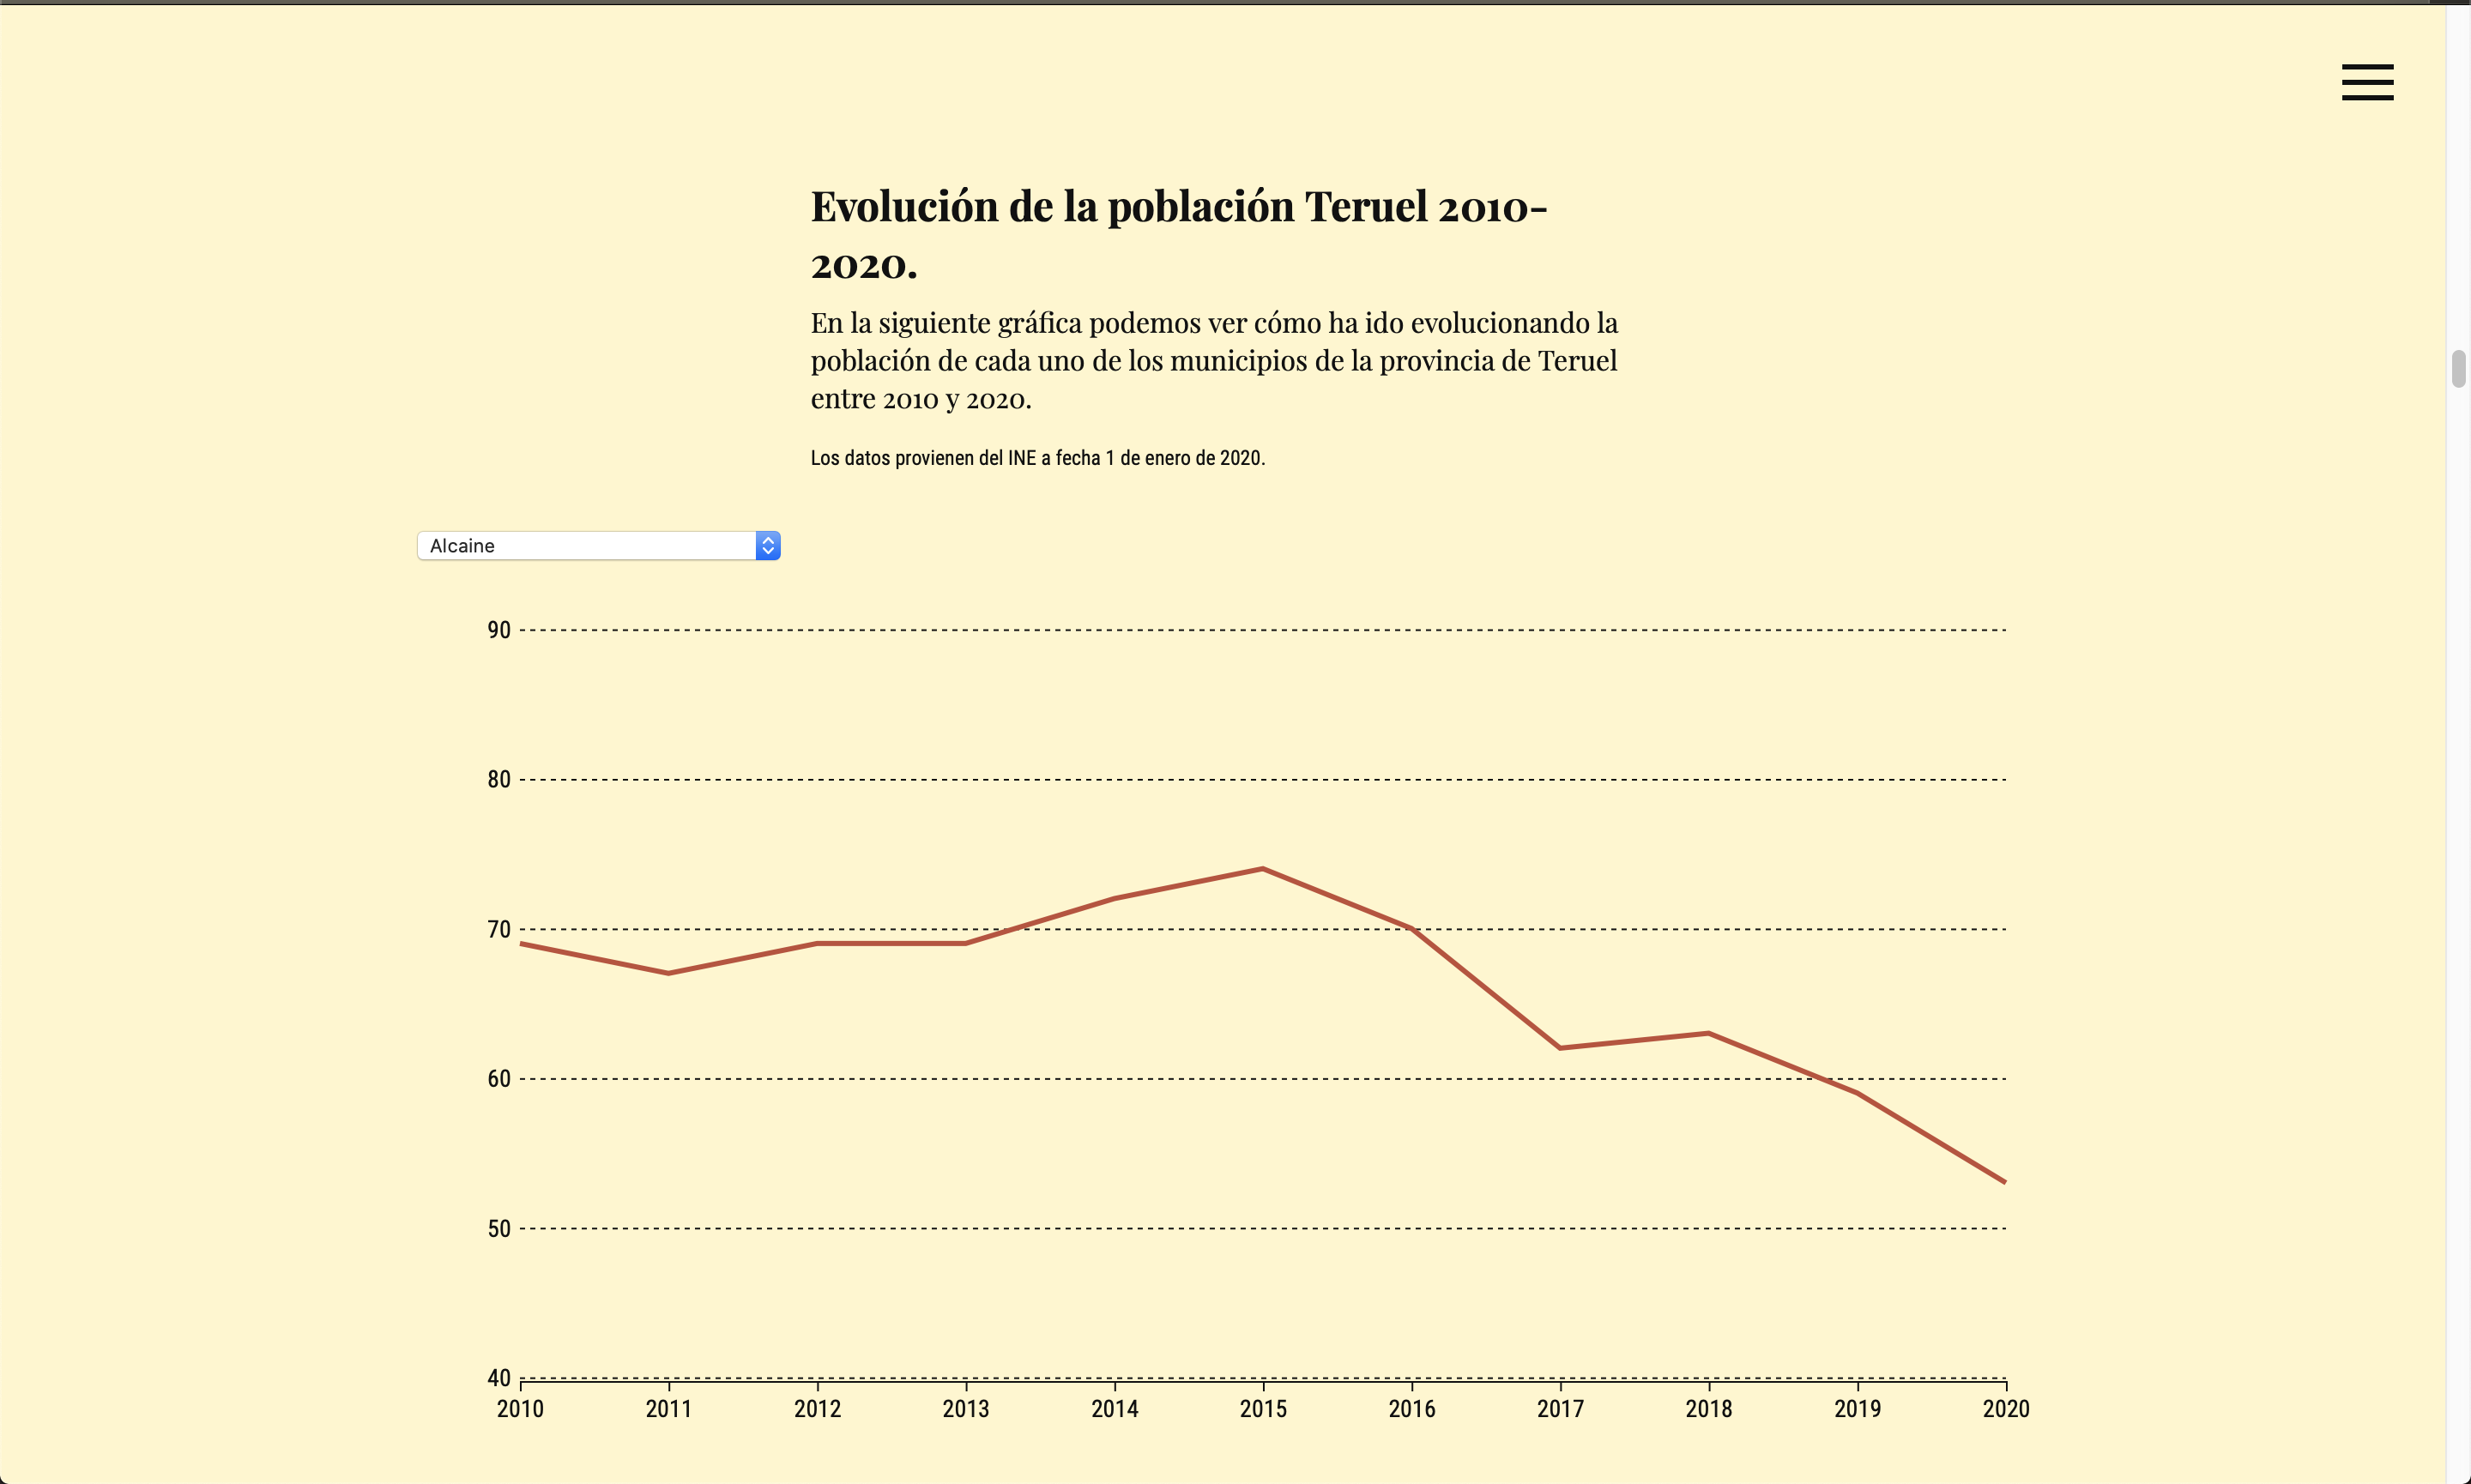 Evolución de la población Teruel 2010-
2020.
En la siguiente gráfica podemos ver cómo ha ido evolucionando la
población de cada uno de los municipios de la provincia de Teruel
entre 2010 y 2020.
Los datos provienen del INE a fecha 1 de enero de 2020.
Alcaine
90
80
70
60
50
40
2010 2011 2012 2013 2014 2015 2016 2017 2018 2019 2020